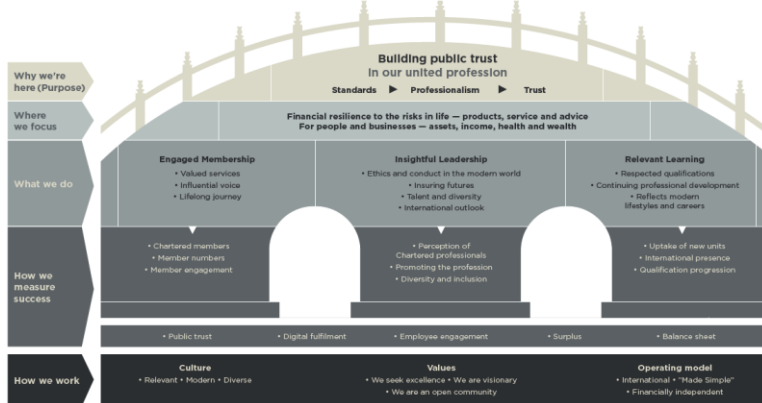 Building public trust
In our united profession
Why we're
here (Purpose)
Standards ▶ Professionalism ▶ Trust
Where
we focus
Financial resilience to the risks in life — products, service and advice
For people and businesses — assets, income, health and wealth
What we do
Engaged Membership
• Valued services
• Influential voice
• Lifelong journey
Insightful Leadership
• Ethics and conduct in the modern world
• Insuring futures
• Talent and diversity
• International outlook
Relevant Learning
• Respected qualifications
• Continuing professional development
• Reflects modern
lifestyles and careers
How we
measure
success
• Chartered members
• Member numbers
• Member engagement
• Perception of
Chartered professionals
• Promoting the profession
• Diversity and inclusion
• Uptake of new units
• International presence
• Qualification progression
• Public trust
• Digital fulfilment
• Employee engagement
• Surplus
• Balance sheet
How we work
Culture
• Relevant • Modern • Diverse
Values
• We seek excellence • We are visionary
• We are an open community
Operating model
• International • "Made Simple"
• Financially independent